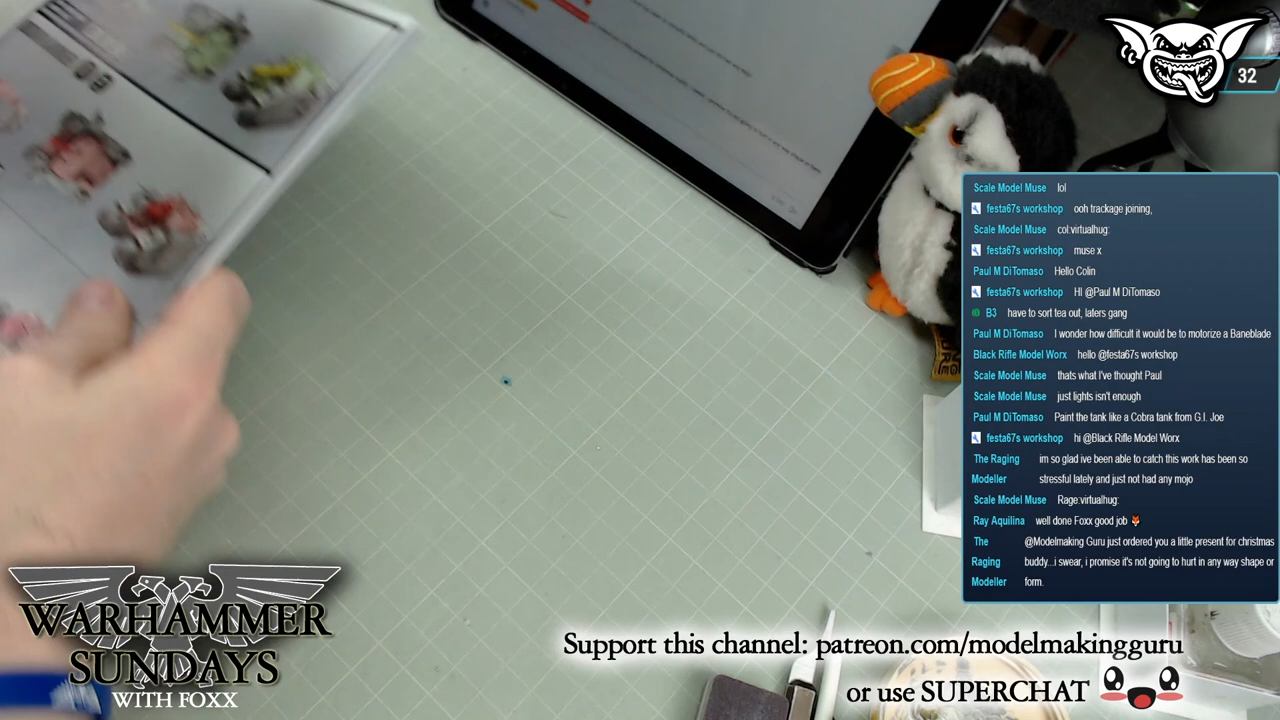 32
Scale Model Muse lol
festa67s workshop ooh trackage joining,
Scale Model Muse col:virtualhug:
festa67s workshop muse x
Paul M DiTomaso Hello Colin
festa67s workshop HI @Paul M DiTomaso
B3 have to sort tea out, laters gang
Paul M DiTomaso I wonder how difficult it would be to motorize a Baneblade
Black Rifle Model Worx hello @festa67s workshop
Scale Model Muse thats what I've thought Paul
Scale Model Muse just lights isn't enough
Paul M DiTomaso Paint the tank like a Cobra tank from G.I. Joe
festa67s workshop hi @Black Rifle Model Worx
The Raging im so glad ive been able to catch this work has been so
Modeller stressful lately and just not had any mojo
Scale Model Muse Rage:virtualhug:
Ray Aquilina well done Foxx good job 🦊
The @Modelmaking Guru just ordered you a little present for christmas
Raging buddy...i swear, i promise it's not going to hurt in any way shape or
Modeller form.
WARHAMMER
SUNDAYS
WITH FOXX
Support this channel: patreon.com/modelmakingguru
or use SUPERCHAT